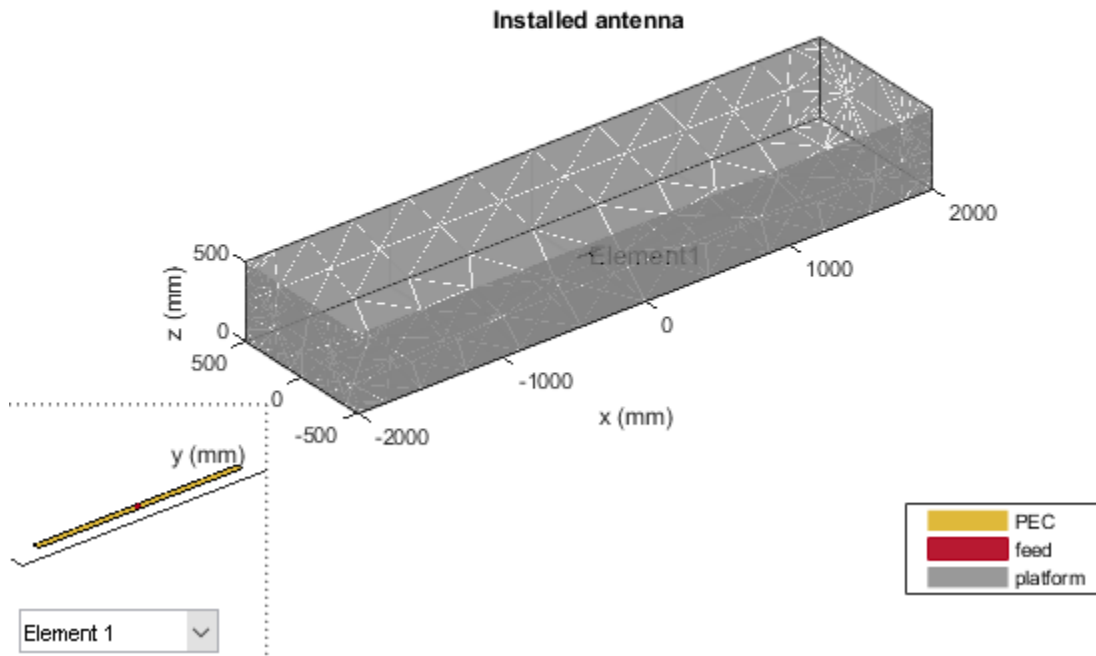 Installed antenna
500
0
z (mm)
500
0
-500
y (mm)
-2000
-1000
0
1000
2000
x (mm)
Element1
PEC
feed
platform
Element 1